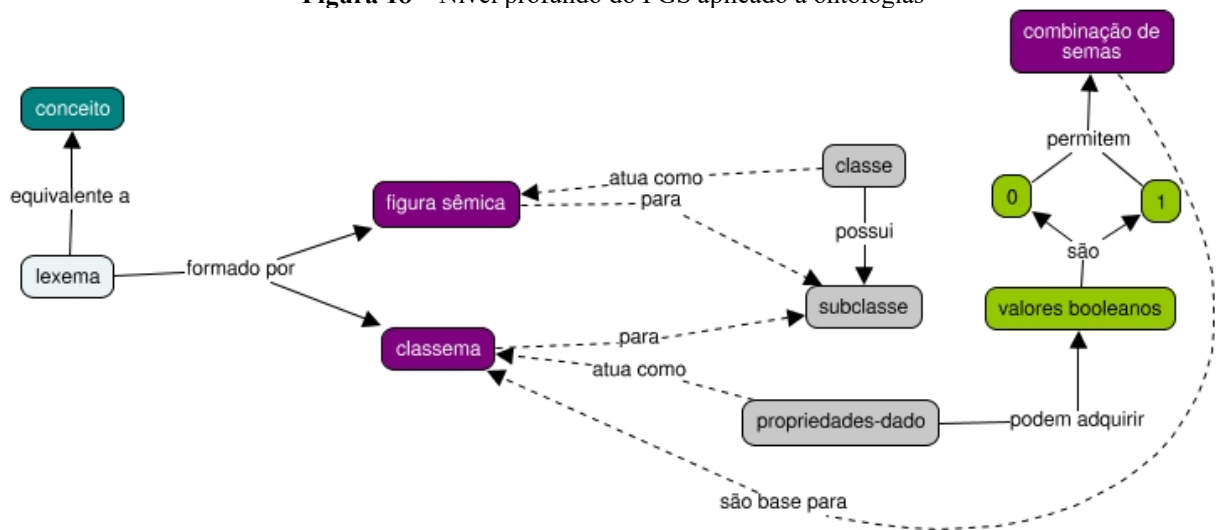 Figura 18 – Nível profundo do PGS aplicado a ontologias
combinação de
semas
conceito
permitem
classe
atua como
0
1
equivalente a
figura sêmica
para
possui
são
formado por
lexema
subclasse
valores booleanos
para
classema
atua como
propriedades-dado
podem adquirir
são base para